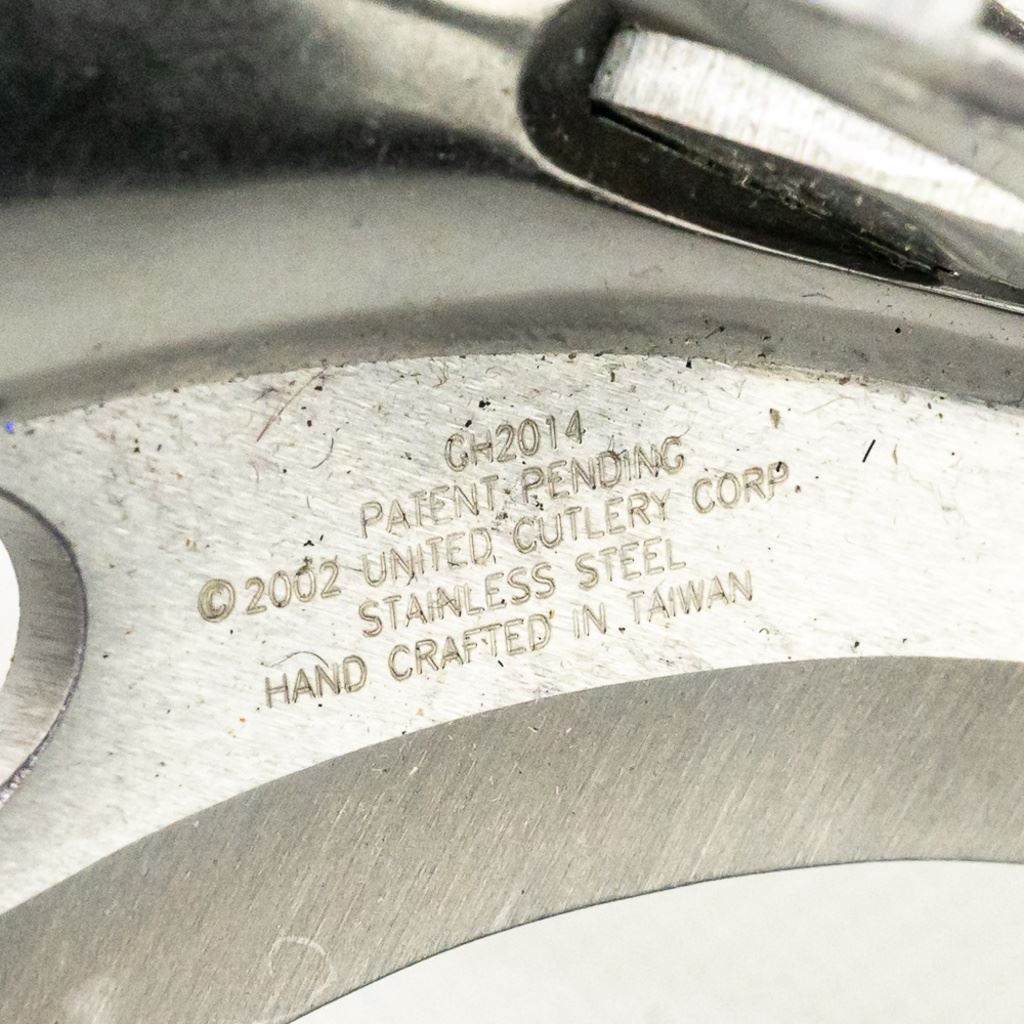 GH2014
PATENT PENDING
©2002 UNITED CUTLERY CORP.
STAINLESS STEEL
HAND CRAFTED IN TAIWAN